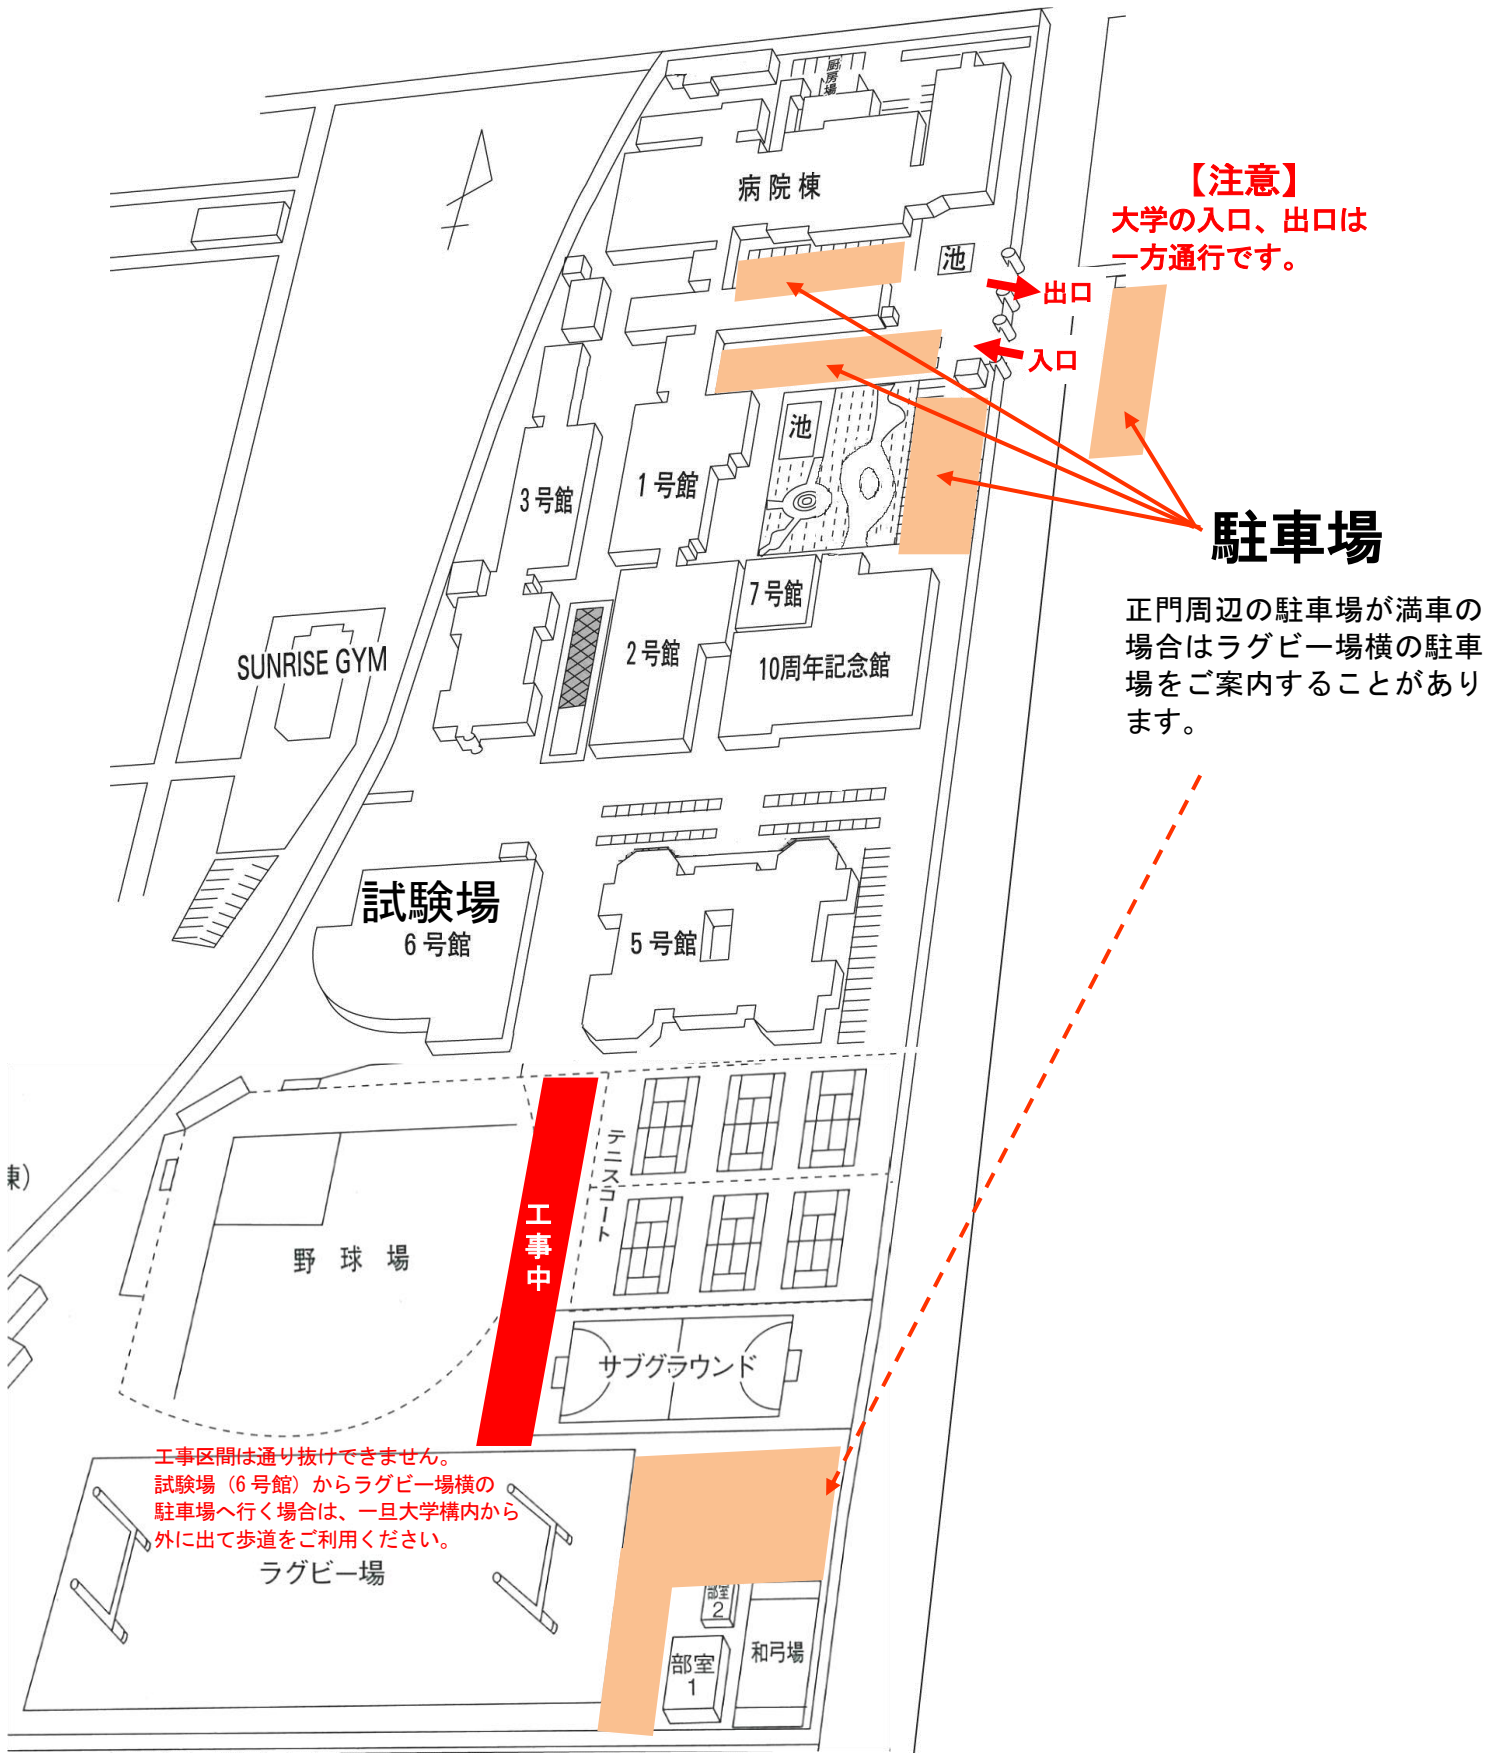 厨房場
病院棟
【注意】
大学の入口、出口は
一方通行です。
池
出口
入口
池
3号館
1号館
駐車場
7号館
正門周辺の駐車場が満車の
場合はラグビー場横の駐車
場をご案内することがあり
ます。
SUNRISE GYM
2号館
10周年記念館
試験場
6号館
5号館
テニスコート
棟)
工事中
野球場
サブグラウンド
工事区間は通り抜けできません。
試験場（6号館）からラグビー場横の
駐車場へ行く場合は、一旦大学構内から
外に出て歩道をご利用ください。
ラグビー場
部室
2
和弓場
部室
1